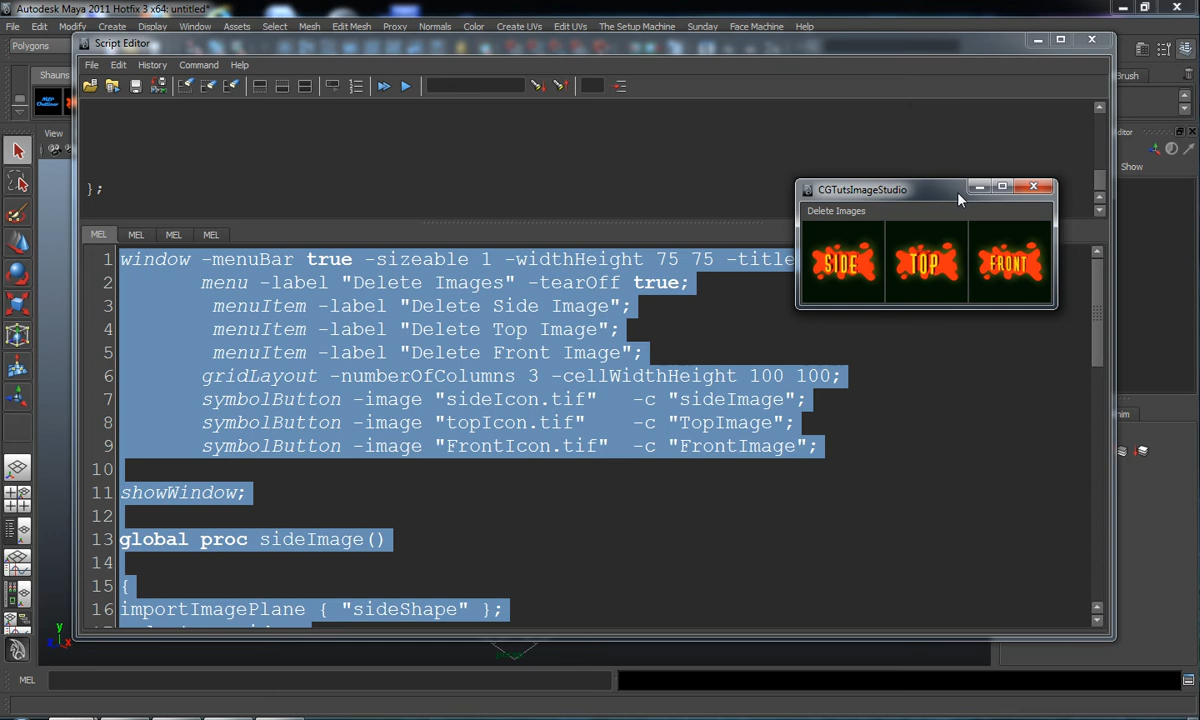 Autodesk Maya 2011 Hotfix 3 x64: untitled*
File Edit Modify Create Display Window Assets Select Mesh Edit Mesh Proxy Normals Color Create UVs Edit UVs The Setup Machine Sunday Face Machine Help
Polygons
Script Editor
File Edit History Command Help
Shauns
Brush
View
Show
};
CGTutsImageStudio
Delete Images
SIDE TOP FRONT
MEL MEL MEL MEL
1 window -menuBar true -sizeable 1 -widthHeight 75 75 -title
2 menu -label "Delete Images" -tearOff true;
3 menuItem -label "Delete Side Image";
4 menuItem -label "Delete Top Image";
5 menuItem -label "Delete Front Image";
6 gridLayout -numberOfColumns 3 -cellWidthHeight 100 100;
7 symbolButton -image "sideIcon.tif" -c "sideImage";
8 symbolButton -image "topIcon.tif" -c "TopImage";
9 symbolButton -image "FrontIcon.tif" -c "FrontImage";
10
11 showWindow;
12
13 global proc sideImage()
14
15 {
16 importImagePlane { "sideShape" };
y
x
MEL